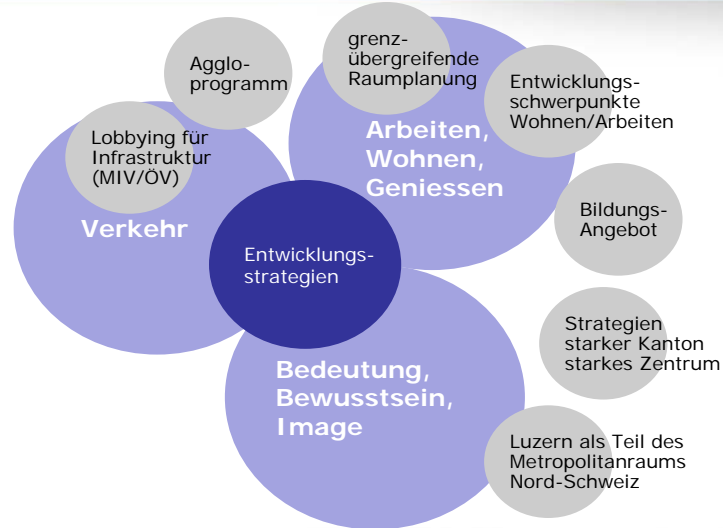 Agglo-
programm
grenz-
übergreifende
Raumplanung
Entwicklungs-
schwerpunkte
Wohnen/Arbeiten
Lobbying für
Infrastruktur
(MIV/ÖV)
Arbeiten,
Wohnen,
Geniessen
Verkehr
Bildungs-
Angebot
Entwicklungs-
strategien
Strategien
starker Kanton
starkes Zentrum
Bedeutung,
Bewusstsein,
Image
Luzern als Teil des
Metropolitanraums
Nord-Schweiz